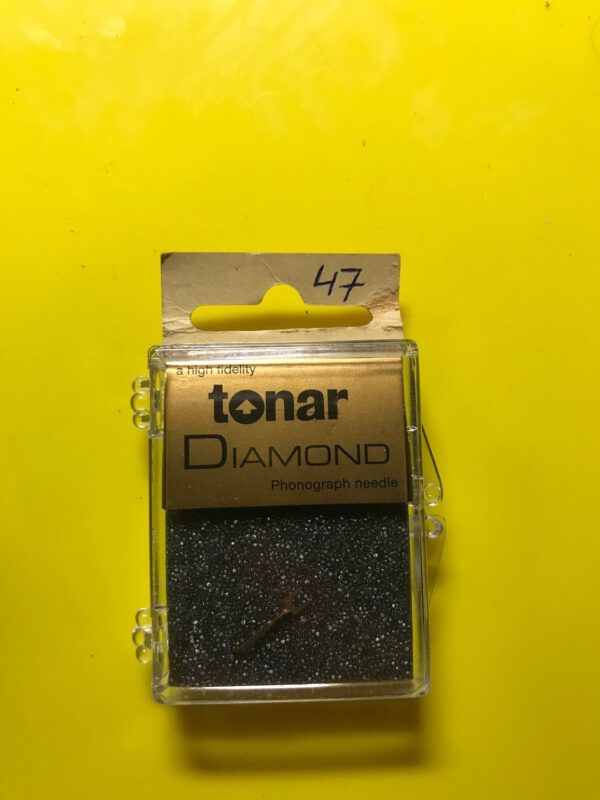 47
a high fidelity
tonar
DIAMOND
Phonograph needle